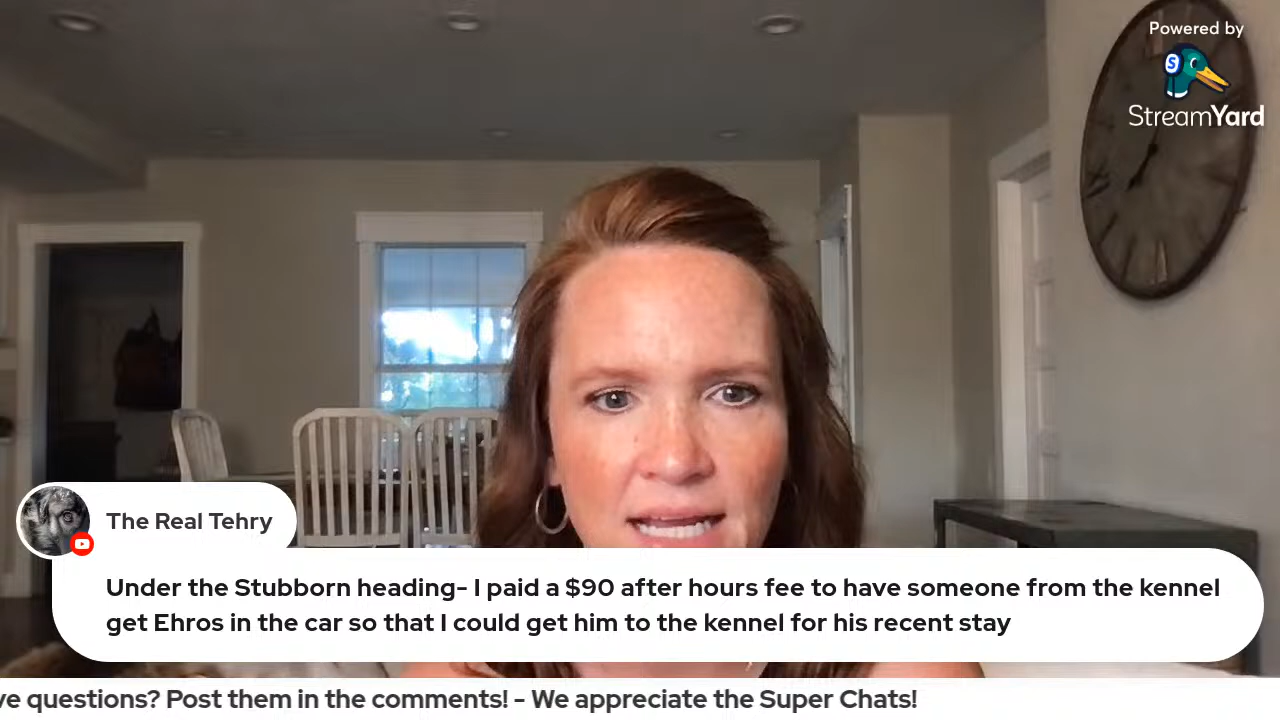 Powered by
StreamYard
The Real Tehry
Under the Stubborn heading- I paid a $90 after hours fee to have someone from the kennel
get Ehros in the car so that I could get him to the kennel for his recent stay
ve questions? Post them in the comments! - We appreciate the Super Chats!